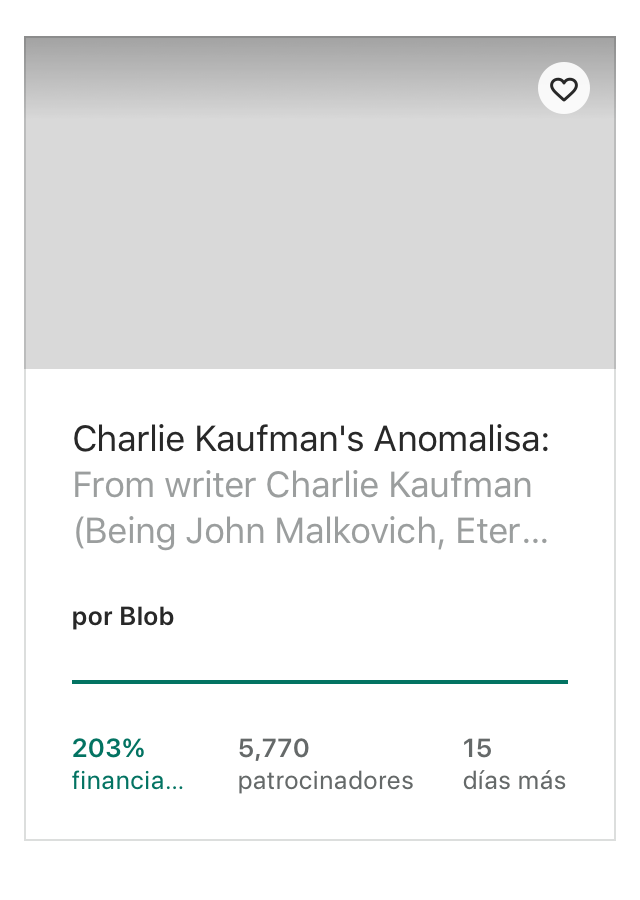 Charlie Kaufman's Anomalisa:
From writer Charlie Kaufman
(Being John Malkovich, Eter...
por Blob
203% 5,770 15
financia... patrocinadores días más